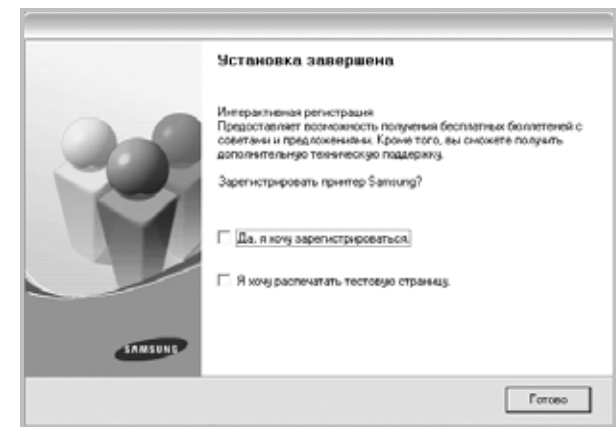 Установка завершена
Интерактивная регистрация
Предоставляет возможность получения бесплатных бюллетеней с
советами и предложениями. Кроме того, вы сможете получить
дополнительную техническую поддержку.
Зарегистрировать принтер Samsung?
Да, я хочу зарегистрироваться.
Я хочу распечатать тестовую страницу.
SAMSUNG
Готово